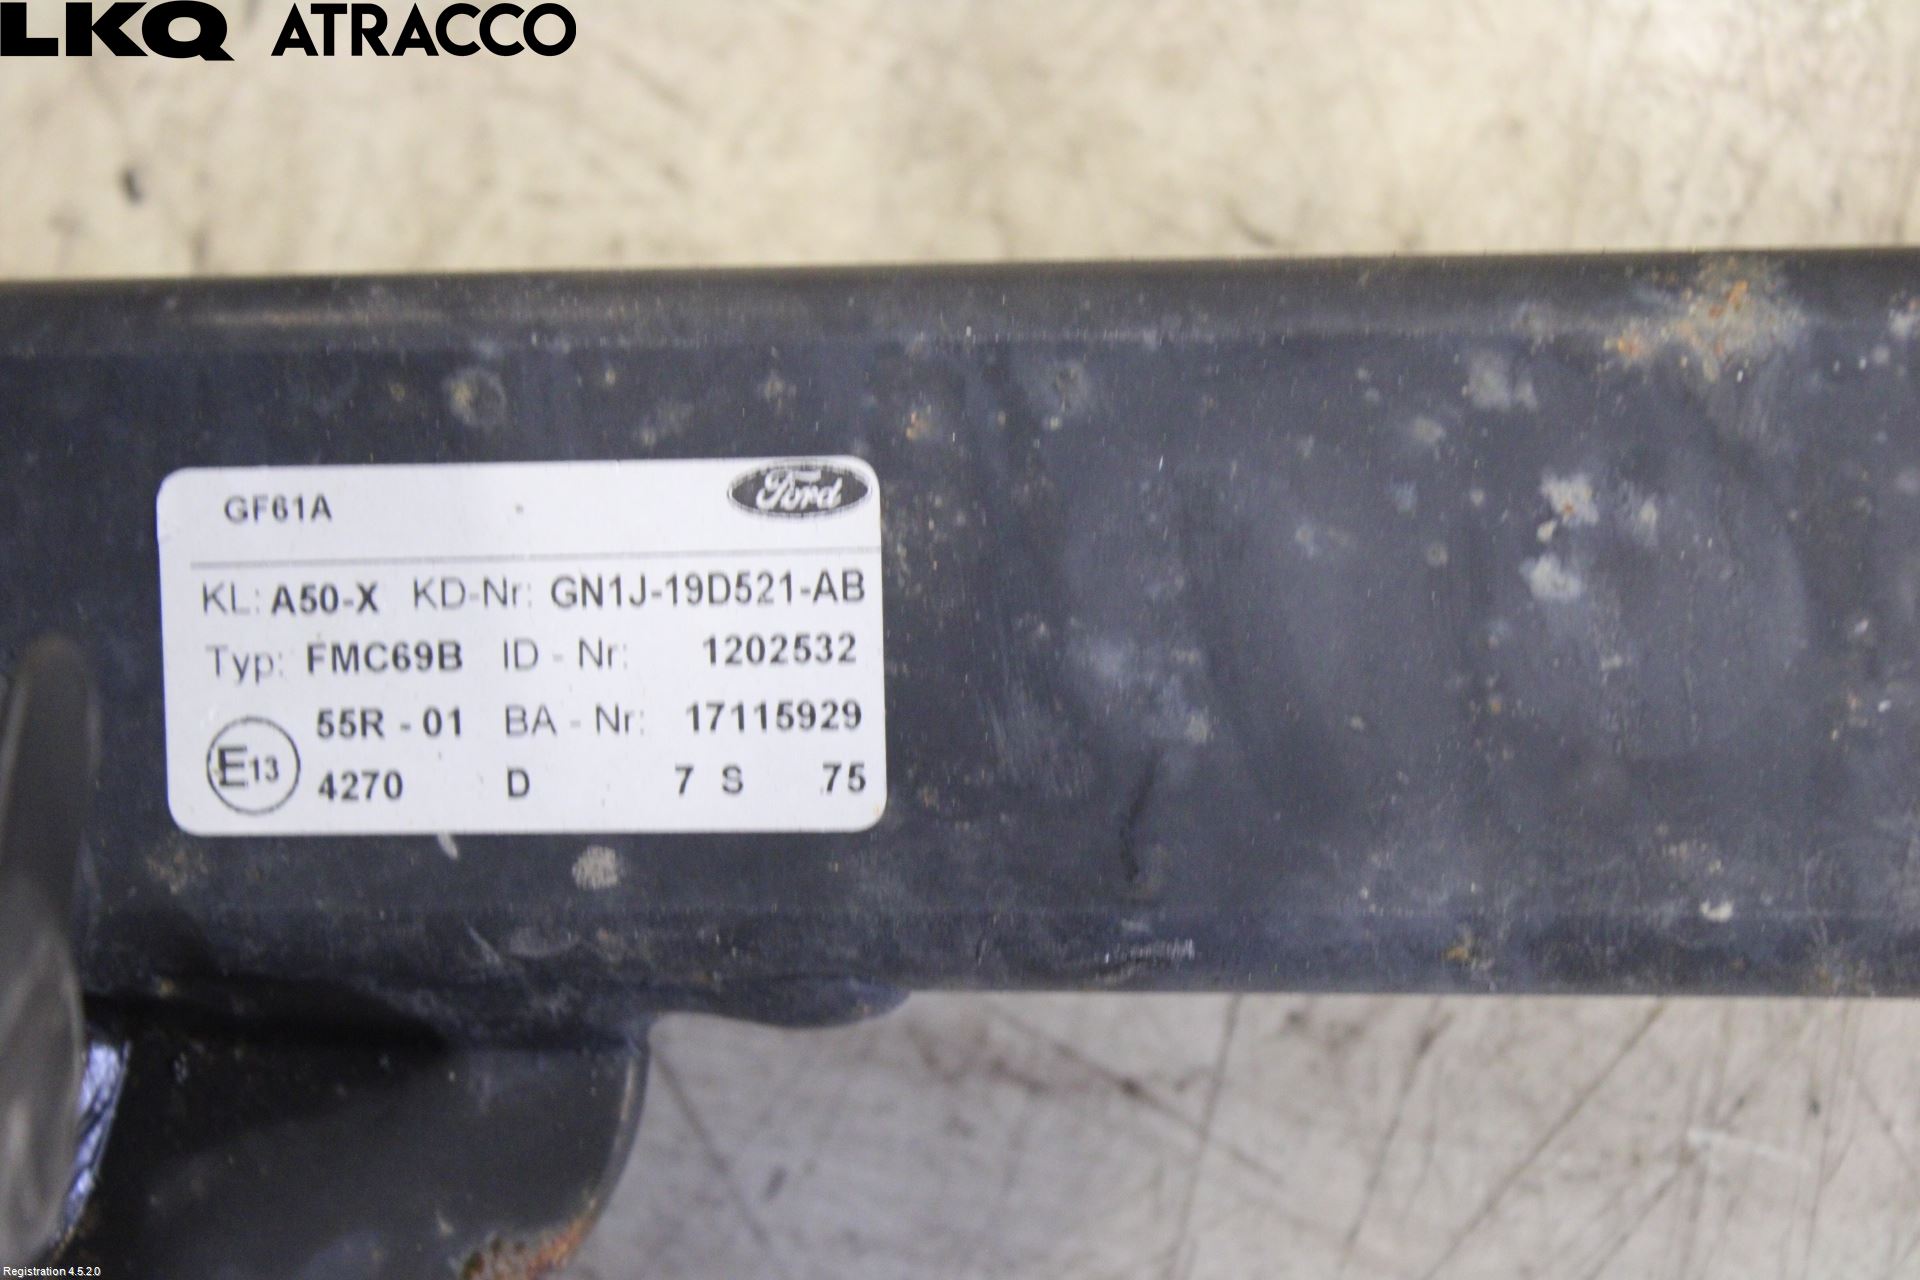 LKQ ATRACCO
GF61A Ford
KL: A50-X KD-Nr: GN1J-19D521-AB
Typ: FMC69B ID - Nr: 1202532
55R - 01 BA - Nr: 17115929
E13 4270 D 7 S 75
Registration 4.5.2.0